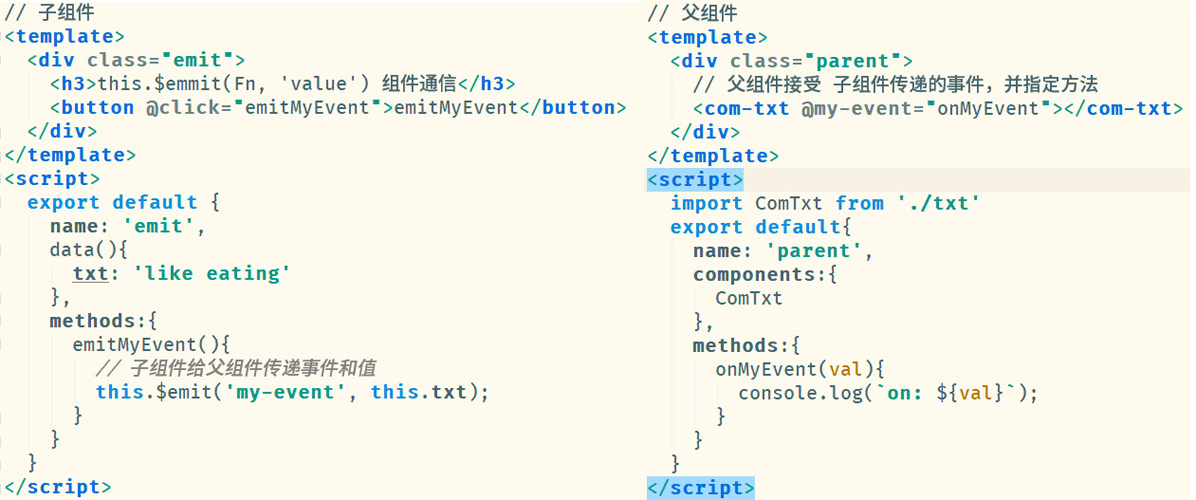 // 子组件
<template>
  <div class="emit">
    <h3>this.$emmit(Fn, 'value') 组件通信</h3>
    <button @click="emitMyEvent">emitMyEvent</button>
  </div>
</template>
<script>
  export default {
    name: 'emit',
    data(){
      txt: 'like eating'
    },
    methods:{
      emitMyEvent(){
        // 子组件给父组件传递事件和值
        this.$emit('my-event', this.txt);
      }
    }
  }
</script>
// 父组件
<template>
  <div class="parent">
    // 父组件接受 子组件传递的事件，并指定方法
    <com-txt @my-event="onMyEvent"></com-txt>
  </div>
</template>
<script>
  import ComTxt from './txt'
  export default{
    name: 'parent',
    components:{
      ComTxt
    },
    methods:{
      onMyEvent(val){
        console.log(`on: ${val}`);
      }
    }
  }
</script>